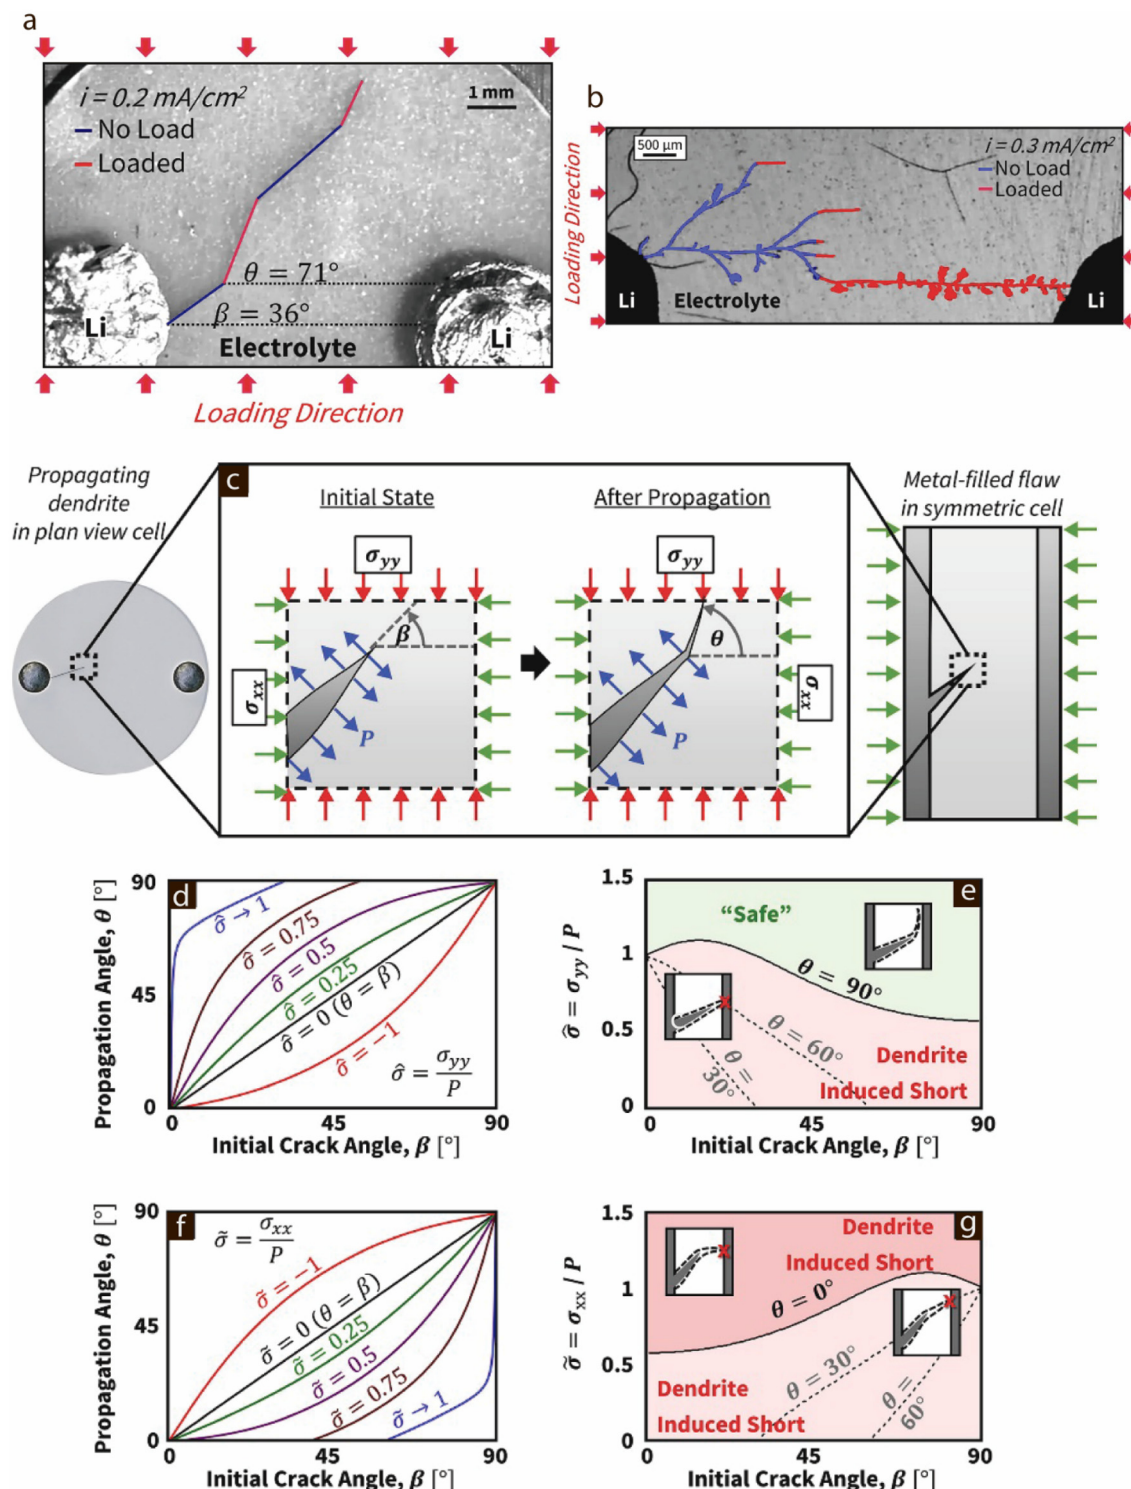 a
i = 0.2 mA/cm²
No Load
Loaded
1 mm
θ = 71°
β = 36°
Li
Electrolyte
Li
Loading Direction
b
500 μm
i = 0.3 mA/cm²
No Load
Loaded
Loading Direction
Li
Electrolyte
Li
Propagating
dendrite
in plan view cell
c
Initial State
After Propagation
σyy
σyy
β
θ
σxx
σxx
P
P
Metal-filled flaw
in symmetric cell
d
Propagation Angle, θ [°]
90
45
0
σ̂ → 1
σ̂ = 0.75
σ̂ = 0.5
σ̂ = 0.25
σ̂ = 0 (θ = β)
σ̂ = −1
σ̂ = σyy / P
0
45
90
Initial Crack Angle, β [°]
e
σ̂ = σyy / P
1.5
1
0.5
0
“Safe”
θ = 90°
θ = 60°
θ =
30°
Dendrite
Induced Short
0
45
90
Initial Crack Angle, β [°]
f
Propagation Angle, θ [°]
90
45
0
σ̃ = σxx / P
σ̃ = −1
σ̃ = 0 (θ = β)
σ̃ = 0.25
σ̃ = 0.5
σ̃ = 0.75
σ̃ → 1
0
45
90
Initial Crack Angle, β [°]
g
σ̃ = σxx / P
1.5
1
0.5
0
Dendrite
Induced Short
θ = 0°
θ = 30°
θ =
60°
Dendrite
Induced Short
0
45
90
Initial Crack Angle, β [°]